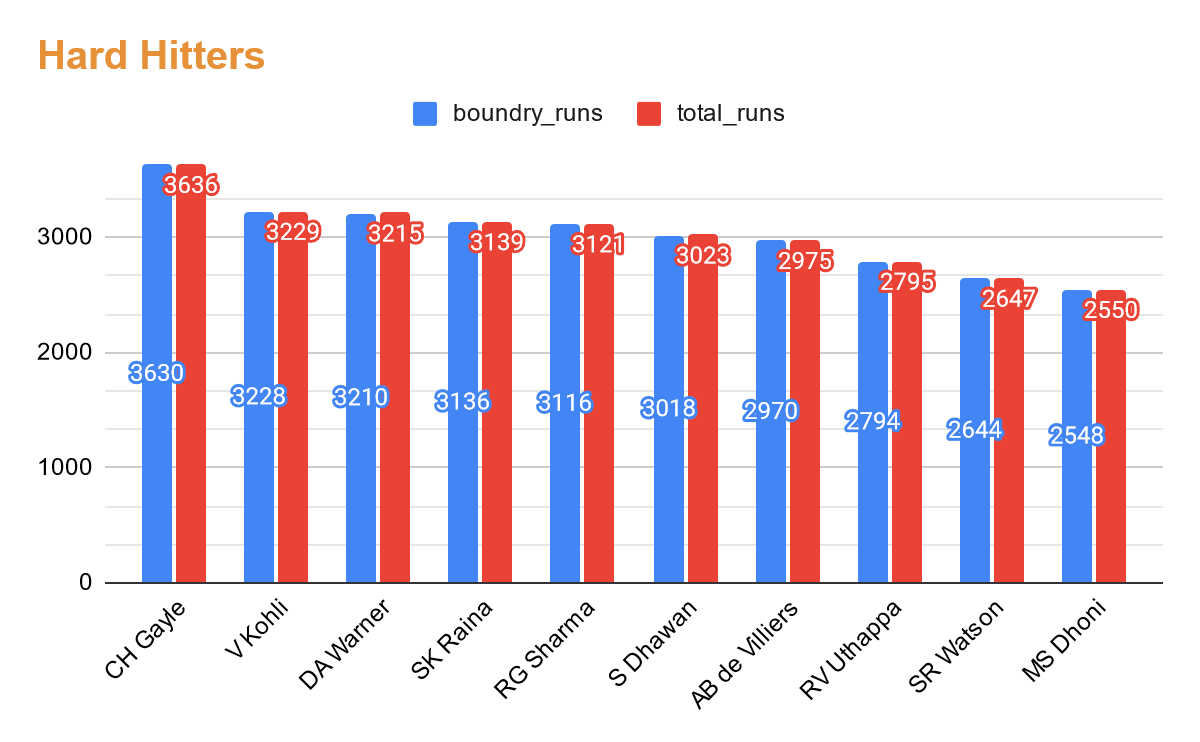 Hard Hitters
boundry_runs total_runs
3636
3229
3215
3139
3121
3023
2975
2795
2647
2550
3630
3228
3210
3136
3116
3018
2970
2794
2644
2548
3000
2000
1000
0
CH Gayle
V Kohli
DA Warner
SK Raina
RG Sharma
S Dhawan
AB de Villiers
RV Uthappa
SR Watson
MS Dhoni